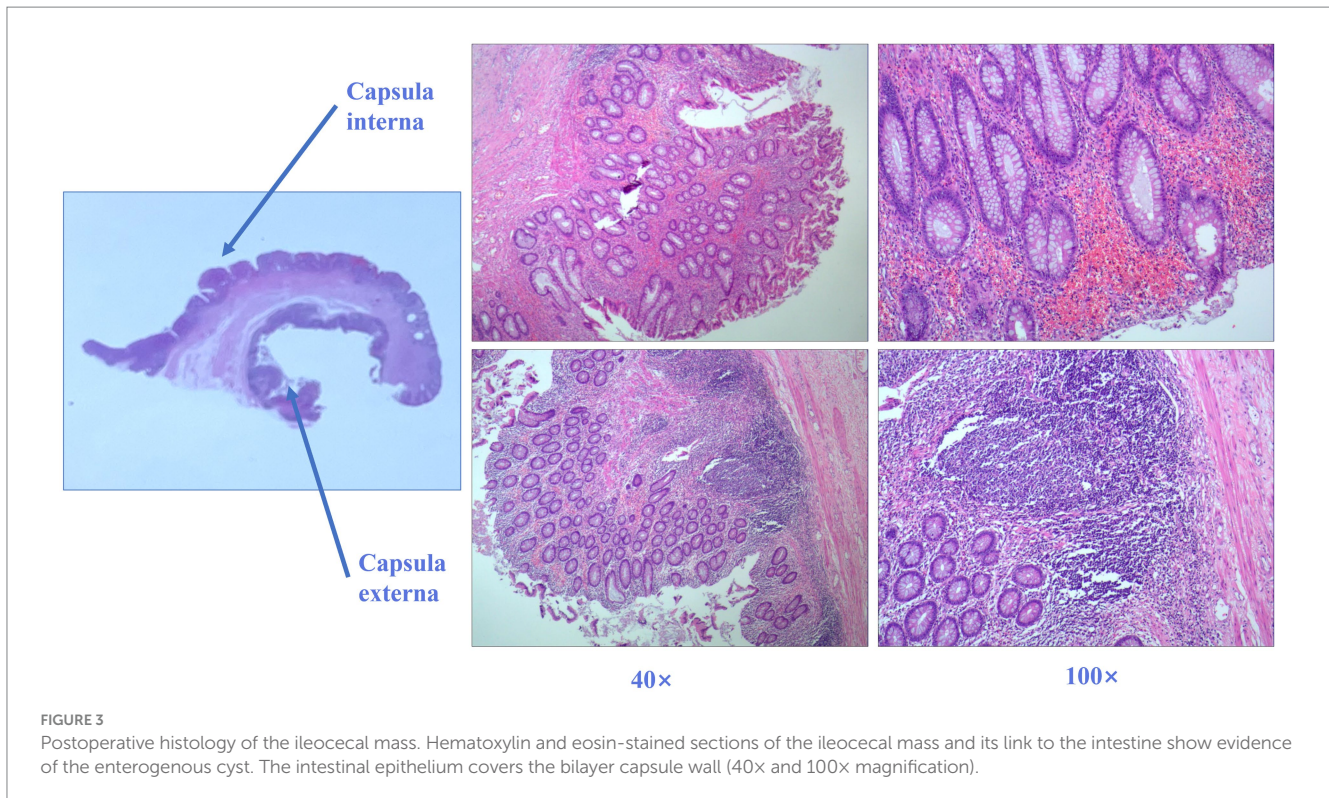 Capsula
interna
Capsula
externa
40×
100×
FIGURE 3
Postoperative histology of the ileocecal mass. Hematoxylin and eosin-stained sections of the ileocecal mass and its link to the intestine show evidence
of the enterogenous cyst. The intestinal epithelium covers the bilayer capsule wall (40× and 100× magnification).